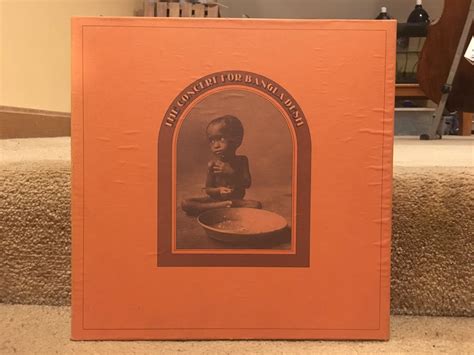 THE CONCERT FOR BANGLADESH